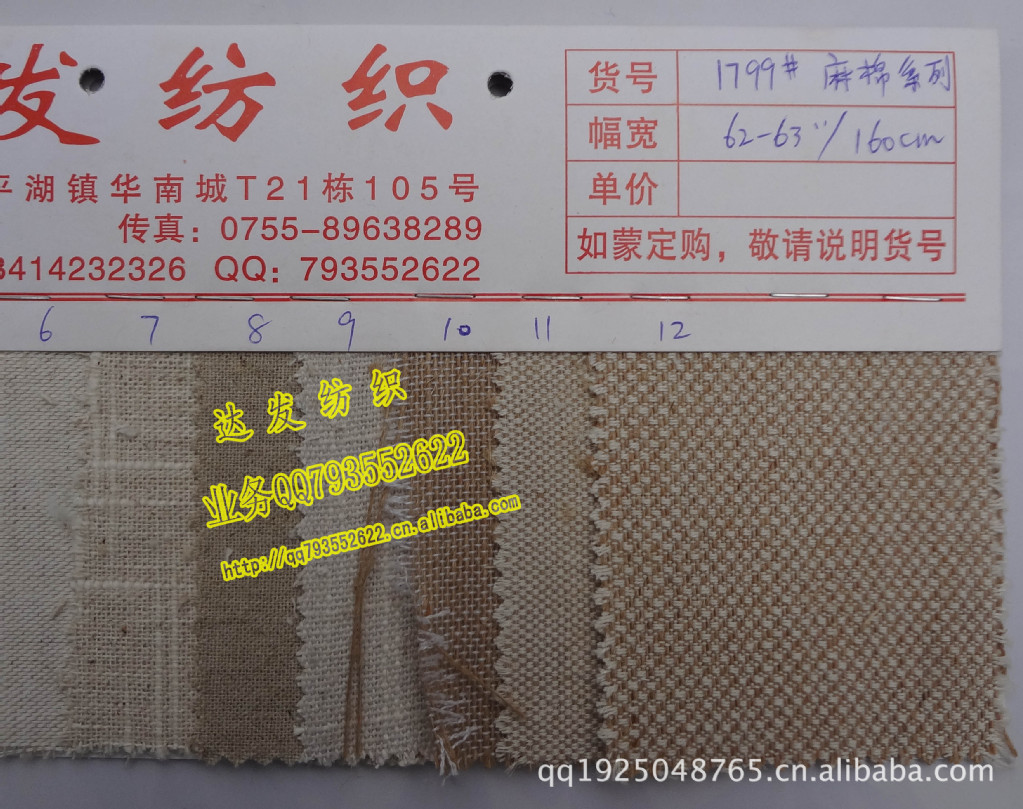 达发纺织
平湖镇华南城T21栋105号
传真：0755-89638289
3414232326 QQ：793552622
货号 1799# 麻棉系列
幅宽 62-63"/160cm
单价
如蒙定购，敬请说明货号
6 7 8 9 10 11 12
达发纺织
业务QQ793552622
http://qq793552622.cn.alibaba.com
qq1925048765.cn.alibaba.com